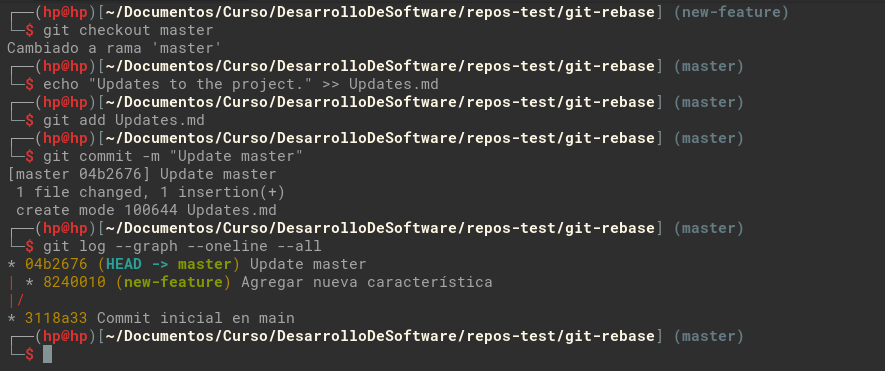 ┌──(hp@hp)[~/Documentos/Curso/DesarrolloDeSoftware/repos-test/git-rebase] (new-feature)
└─$ git checkout master
Cambiado a rama 'master'
┌──(hp@hp)[~/Documentos/Curso/DesarrolloDeSoftware/repos-test/git-rebase] (master)
└─$ echo "Updates to the project." >> Updates.md
┌──(hp@hp)[~/Documentos/Curso/DesarrolloDeSoftware/repos-test/git-rebase] (master)
└─$ git add Updates.md
┌──(hp@hp)[~/Documentos/Curso/DesarrolloDeSoftware/repos-test/git-rebase] (master)
└─$ git commit -m "Update master"
[master 04b2676] Update master
 1 file changed, 1 insertion(+)
 create mode 100644 Updates.md
┌──(hp@hp)[~/Documentos/Curso/DesarrolloDeSoftware/repos-test/git-rebase] (master)
└─$ git log --graph --oneline --all
* 04b2676 (HEAD -> master) Update master
| * 8240010 (new-feature) Agregar nueva característica
|/
* 3118a33 Commit inicial en main
┌──(hp@hp)[~/Documentos/Curso/DesarrolloDeSoftware/repos-test/git-rebase] (master)
└─$